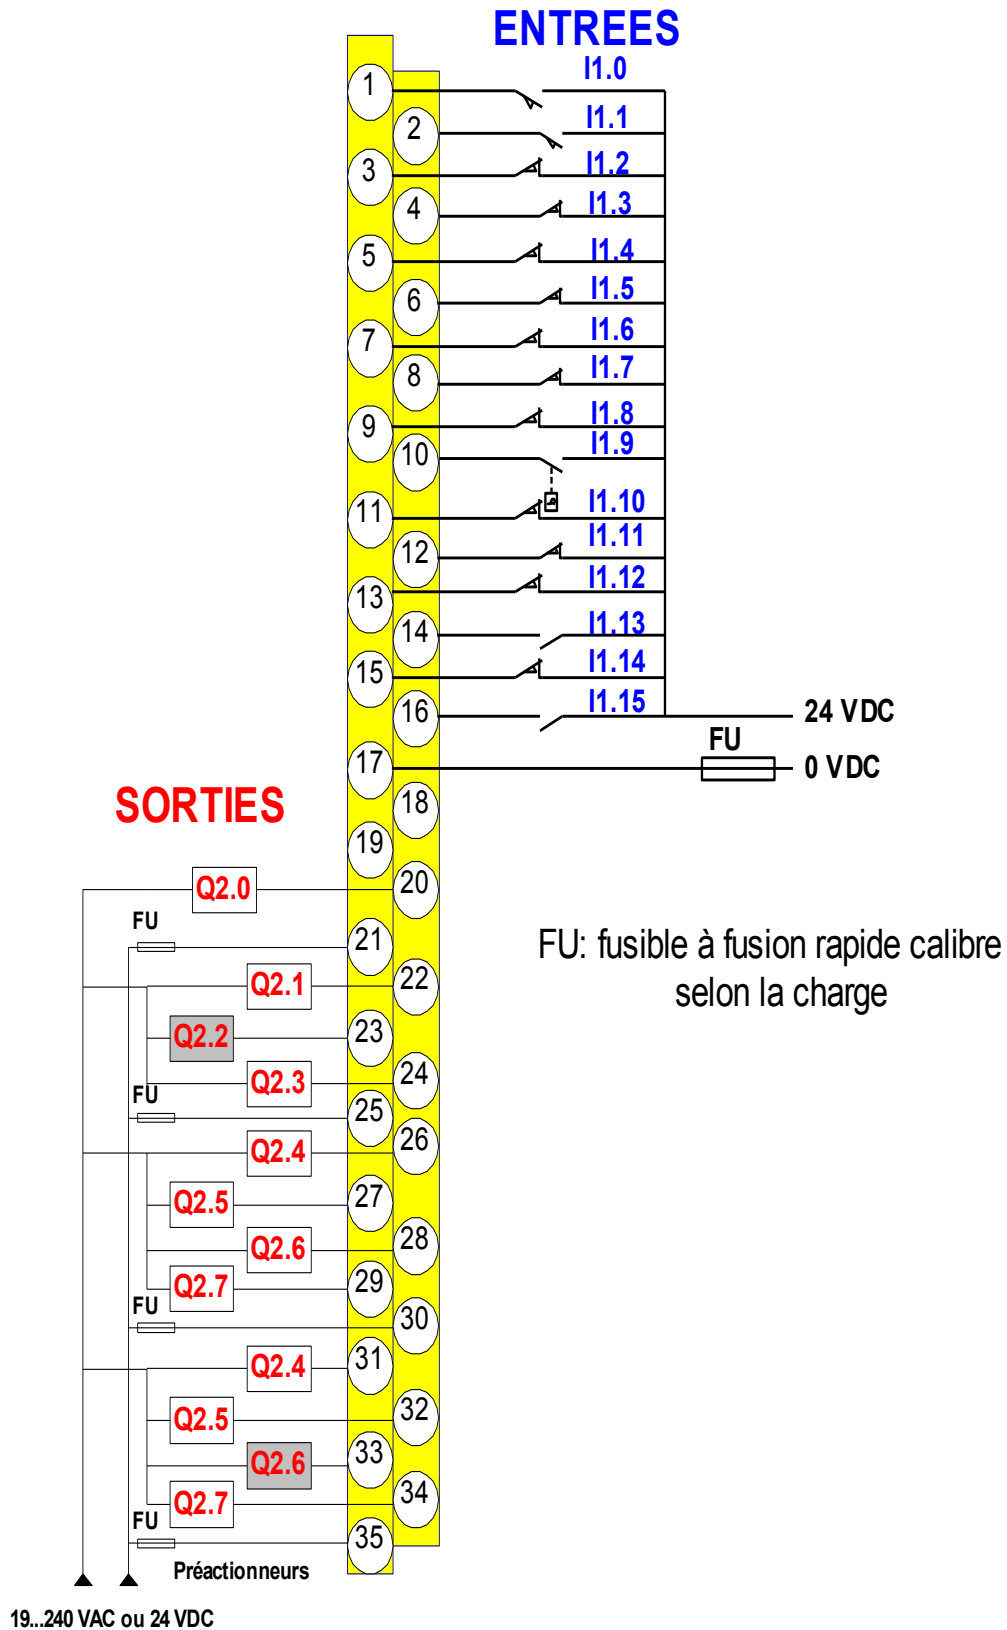 ENTREES
1
I1.0
2
I1.1
3
I1.2
4
I1.3
5
I1.4
6
I1.5
7
I1.6
8
I1.7
9
I1.8
10
I1.9
11
I1.10
12
I1.11
13
I1.12
14
I1.13
15
I1.14
16
I1.15
24 VDC
FU
17
0 VDC
SORTIES
18
19
Q2.0
20
FU
21
Q2.1
22
Q2.2
23
Q2.3
24
FU
25
Q2.4
26
Q2.5
27
Q2.6
28
Q2.7
29
FU
30
Q2.4
31
Q2.5
32
Q2.6
33
Q2.7
34
FU
35
Préactionneurs
19...240 VAC ou 24 VDC
FU: fusible à fusion rapide calibre
selon la charge